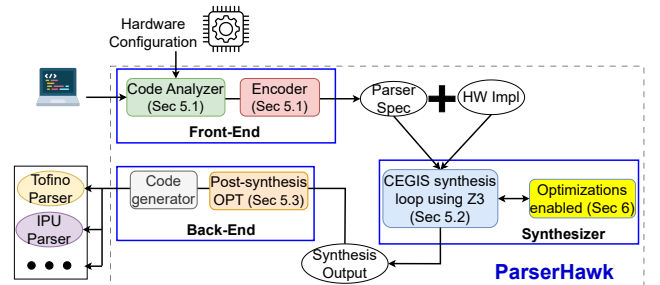 Hardware
Configuration
Code Analyzer
(Sec 5.1)
Encoder
(Sec 5.1)
Front-End
Parser
Spec
HW Impl
Tofino
Parser
IPU
Parser
Code
generator
Post-synthesis
OPT (Sec 5.3)
Back-End
CEGIS synthesis
loop using Z3
(Sec 5.2)
Optimizations
enabled (Sec 6)
Synthesizer
Synthesis
Output
ParserHawk